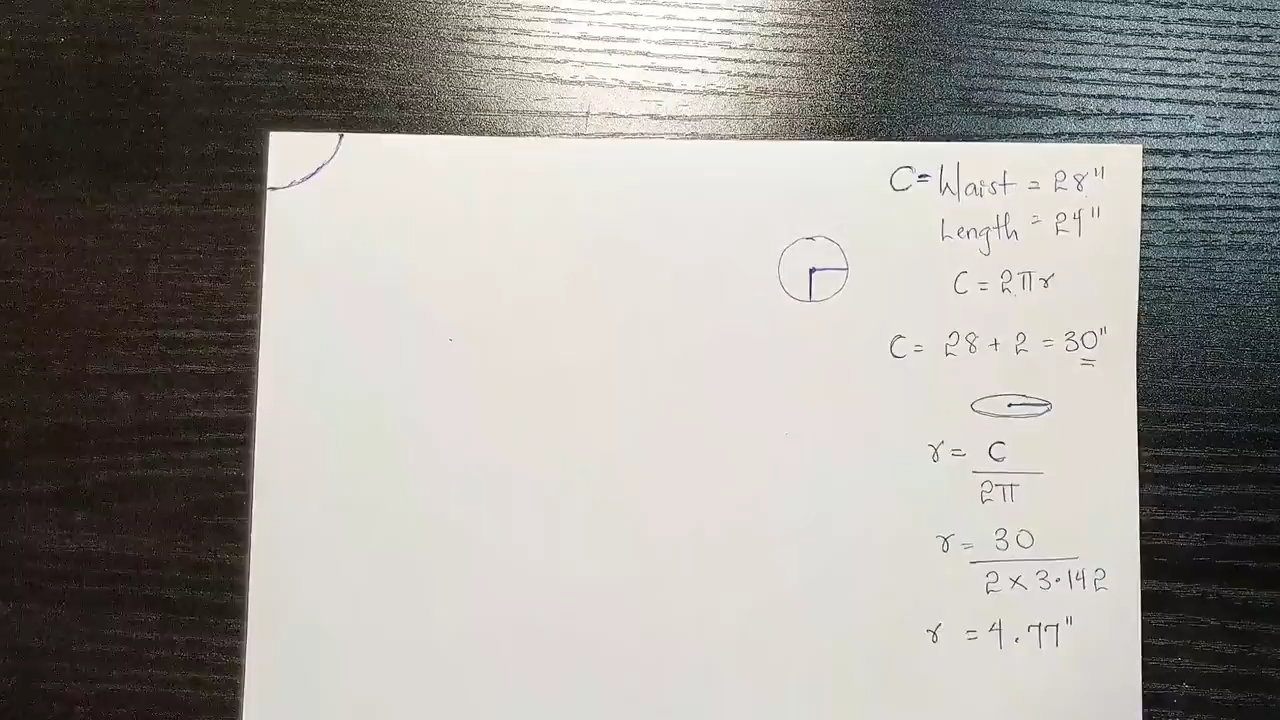 C = Waist = 28"
Length = 24"
C = 2πr
C = 28 + 2 = 30"
r = C
2π
r = 30
2 × 3.142
r = 4.77"